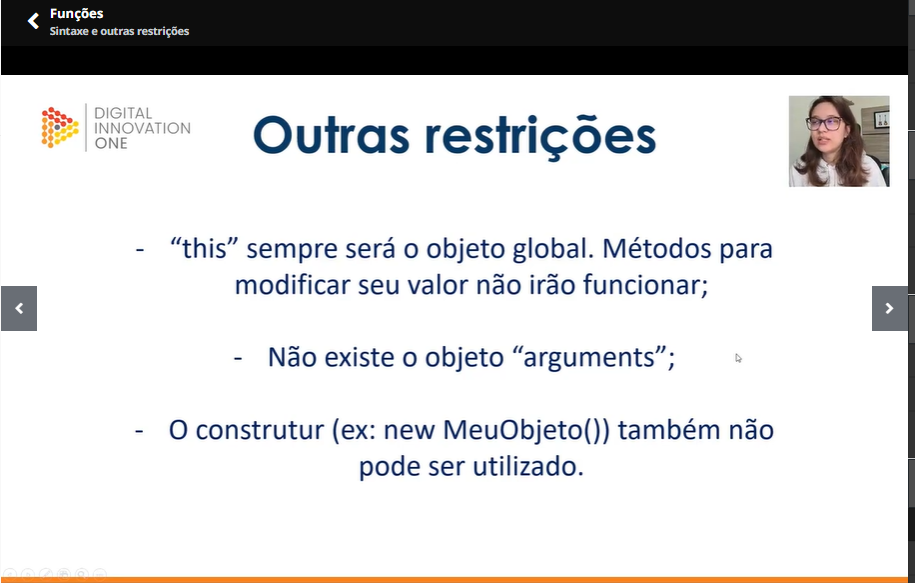 Funções
Sintaxe e outras restrições
DIGITAL
INNOVATION
ONE
Outras restrições
- “this” sempre será o objeto global. Métodos para
modificar seu valor não irão funcionar;
- Não existe o objeto “arguments”;
- O construtur (ex: new MeuObjeto()) também não
pode ser utilizado.